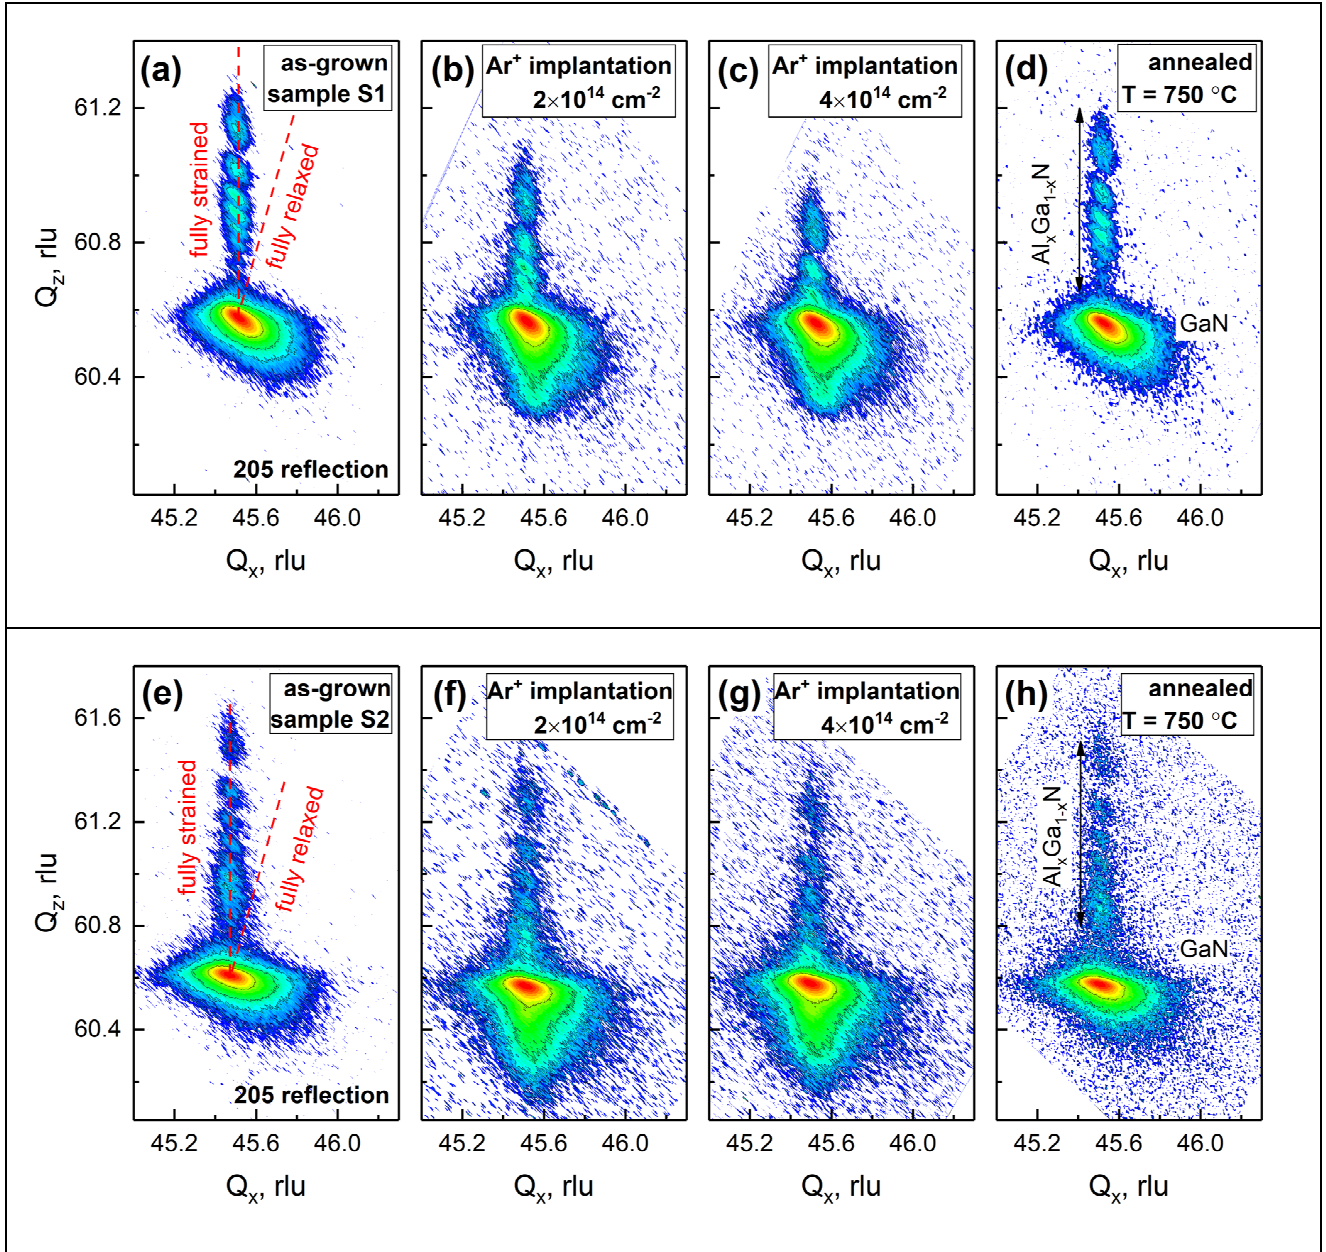 (a)
as-grown
sample S1
fully strained
fully relaxed
205 reflection
61.2
60.8
60.4
Qz, rlu
45.2 45.6 46.0
Qx, rlu
(b)
Ar+ implantation
2×10^14 cm^-2
45.2 45.6 46.0
Qx, rlu
(c)
Ar+ implantation
4×10^14 cm^-2
45.2 45.6 46.0
Qx, rlu
(d)
annealed
T = 750 °C
AlxGa1-xN
GaN
45.2 45.6 46.0
Qx, rlu
(e)
as-grown
sample S2
fully strained
fully relaxed
205 reflection
61.6
61.2
60.8
60.4
Qz, rlu
45.2 45.6 46.0
Qx, rlu
(f)
Ar+ implantation
2×10^14 cm^-2
45.2 45.6 46.0
Qx, rlu
(g)
Ar+ implantation
4×10^14 cm^-2
45.2 45.6 46.0
Qx, rlu
(h)
annealed
T = 750 °C
AlxGa1-xN
GaN
45.2 45.6 46.0
Qx, rlu